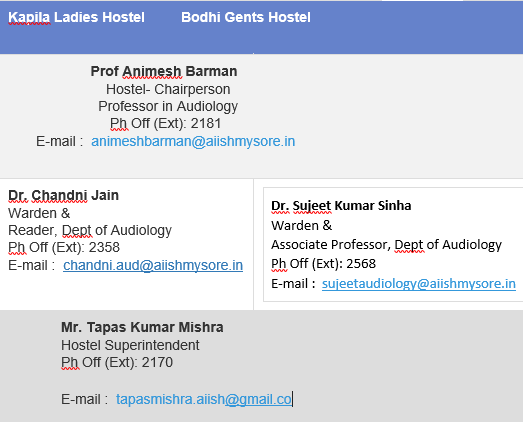 Kapila Ladies Hostel Bodhi Gents Hostel
Prof Animesh Barman
Hostel- Chairperson
Professor in Audiology
Ph Off (Ext): 2181
E-mail : animeshbarman@aiishmysore.in
Dr. Chandni Jain
Warden &
Reader, Dept of Audiology
Ph Off (Ext): 2358
E-mail : chandni.aud@aiishmysore.in
Dr. Sujeet Kumar Sinha
Warden &
Associate Professor, Dept of Audiology
Ph Off (Ext): 2568
E-mail : sujeetaudiology@aiishmysore.in
Mr. Tapas Kumar Mishra
Hostel Superintendent
Ph Off (Ext): 2170
E-mail : tapasmishra.aiish@gmail.co